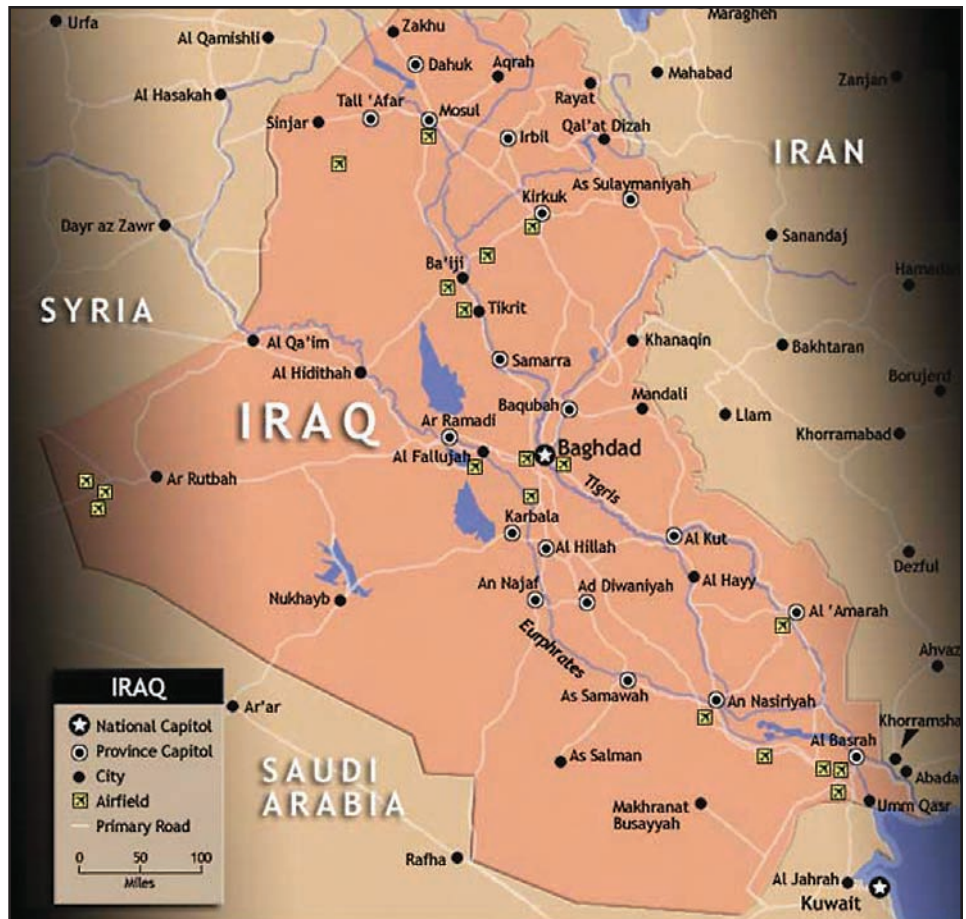 Urfa
Al Qamishli
Zakhu
Maragheh
Dahuk
Aqrah
Mahabad
Zanjan
Al Hasakah
Tall 'Afar
Mosul
Rayat
Sinjar
Irbil
Qal'at Dizah
IRAN
As Sulaymaniyah
Kirkuk
Dayr az Zawr
Sanandaj
Ba'iji
Hamadan
SYRIA
Tikrit
Al Qa'im
Khanaqin
Bakhtaran
Samarra
Al Hidithah
Borujerd
Baqubah
Mandali
IRAQ
Ar Ramadi
Llam
Khorramabad
Al Fallujah
Baghdad
Ar Rutbah
Tigris
Karbala
Al Kut
Al Hillah
Dezful
An Najaf
Ad Diwaniyah
Al Hayy
Nukhayb
Al 'Amarah
Eurphrates
Ahvaz
IRAQ
As Samawah
An Nasiriyah
Ar'ar
National Capitol
Khorramsha
Province Capitol
Al Basrah
City
SAUDI
ARABIA
As Salman
Abada
Airfield
Makhranat
Busayyah
Umm Qasr
Primary Road
0 50 100
Miles
Rafha
Al Jahrah
Kuwait